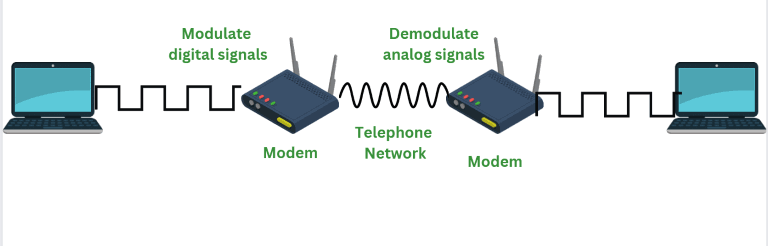 Modulate
digital signals
Demodulate
analog signals
Telephone
Network
Modem
Modem